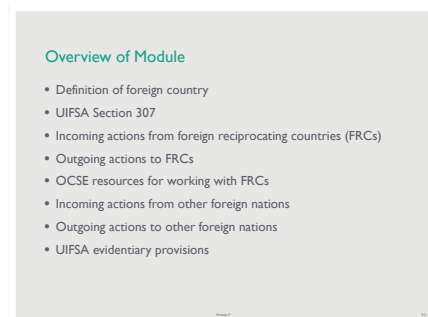 Overview of Module
• Definition of foreign country
• UIFSA Section 307
• Incoming actions from foreign reciprocating countries (FRCs)
• Outgoing actions to FRCs
• OCSE resources for working with FRCs
• Incoming actions from other foreign nations
• Outgoing actions to other foreign nations
• UIFSA evidentiary provisions